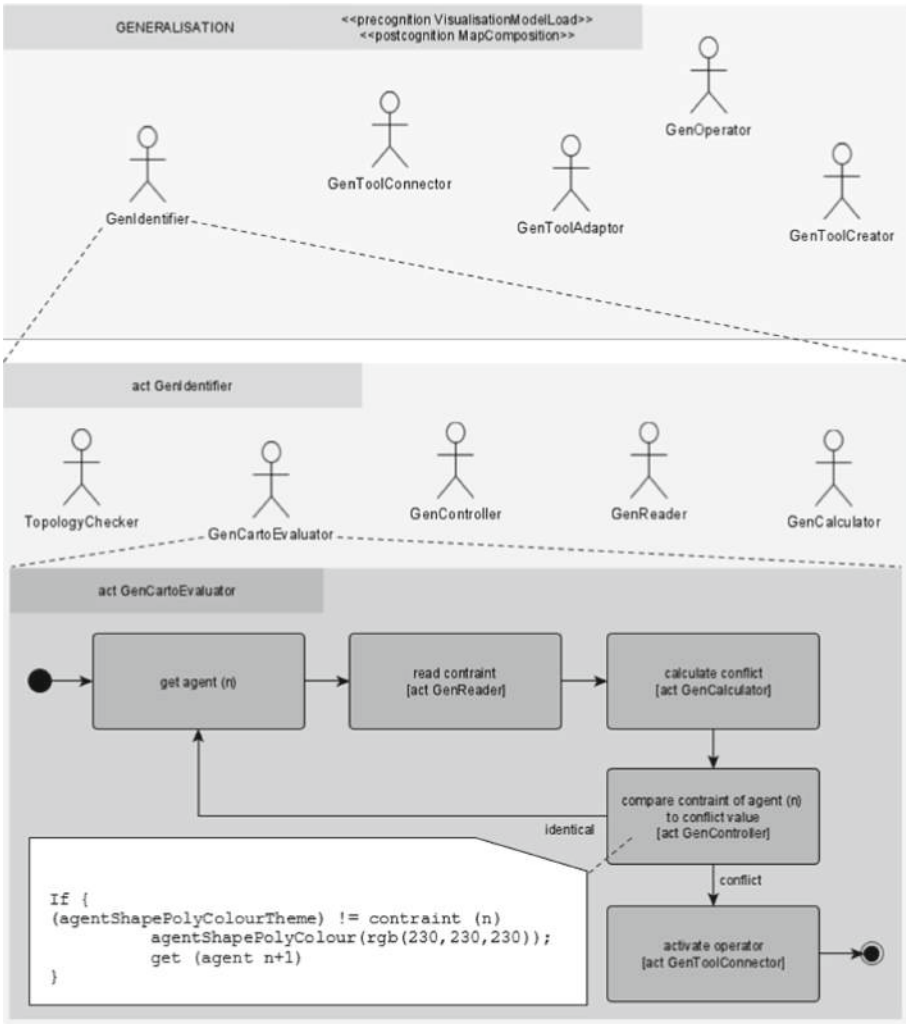 GENERALISATION
<<precognition VisualisationModelLoad>>
<<postcognition MapComposition>>
GenOperator
GenToolConnector
GenIdentifier
GenToolAdaptor
GenToolCreator
act GenIdentifier
TopologyChecker
GenCartoEvaluator
GenController
GenReader
GenCalculator
act GenCartoEvaluator
get agent (n)
read contraint
[act GenReader]
calculate conflict
[act GenCalculator]
compare contraint of agent (n)
to conflict value
[act GenController]
identical
conflict
If {
(agentShapePolyColourTheme) != contraint (n)
agentShapePolyColour(rgb(230,230,230));
get (agent n+1)
}
activate operator
[act GenToolConnector]